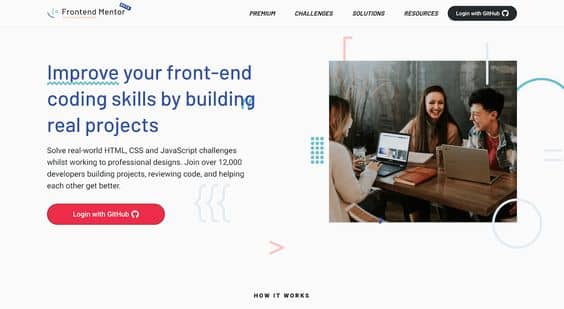 Frontend Mentor
BETA
PREMIUM
CHALLENGES
SOLUTIONS
RESOURCES
Login with GitHub
Improve your front-end
coding skills by building
real projects
Solve real-world HTML, CSS and JavaScript challenges
whilst working to professional designs. Join over 12,000
developers building projects, reviewing code, and helping
each other get better.
Login with GitHub
HOW IT WORKS